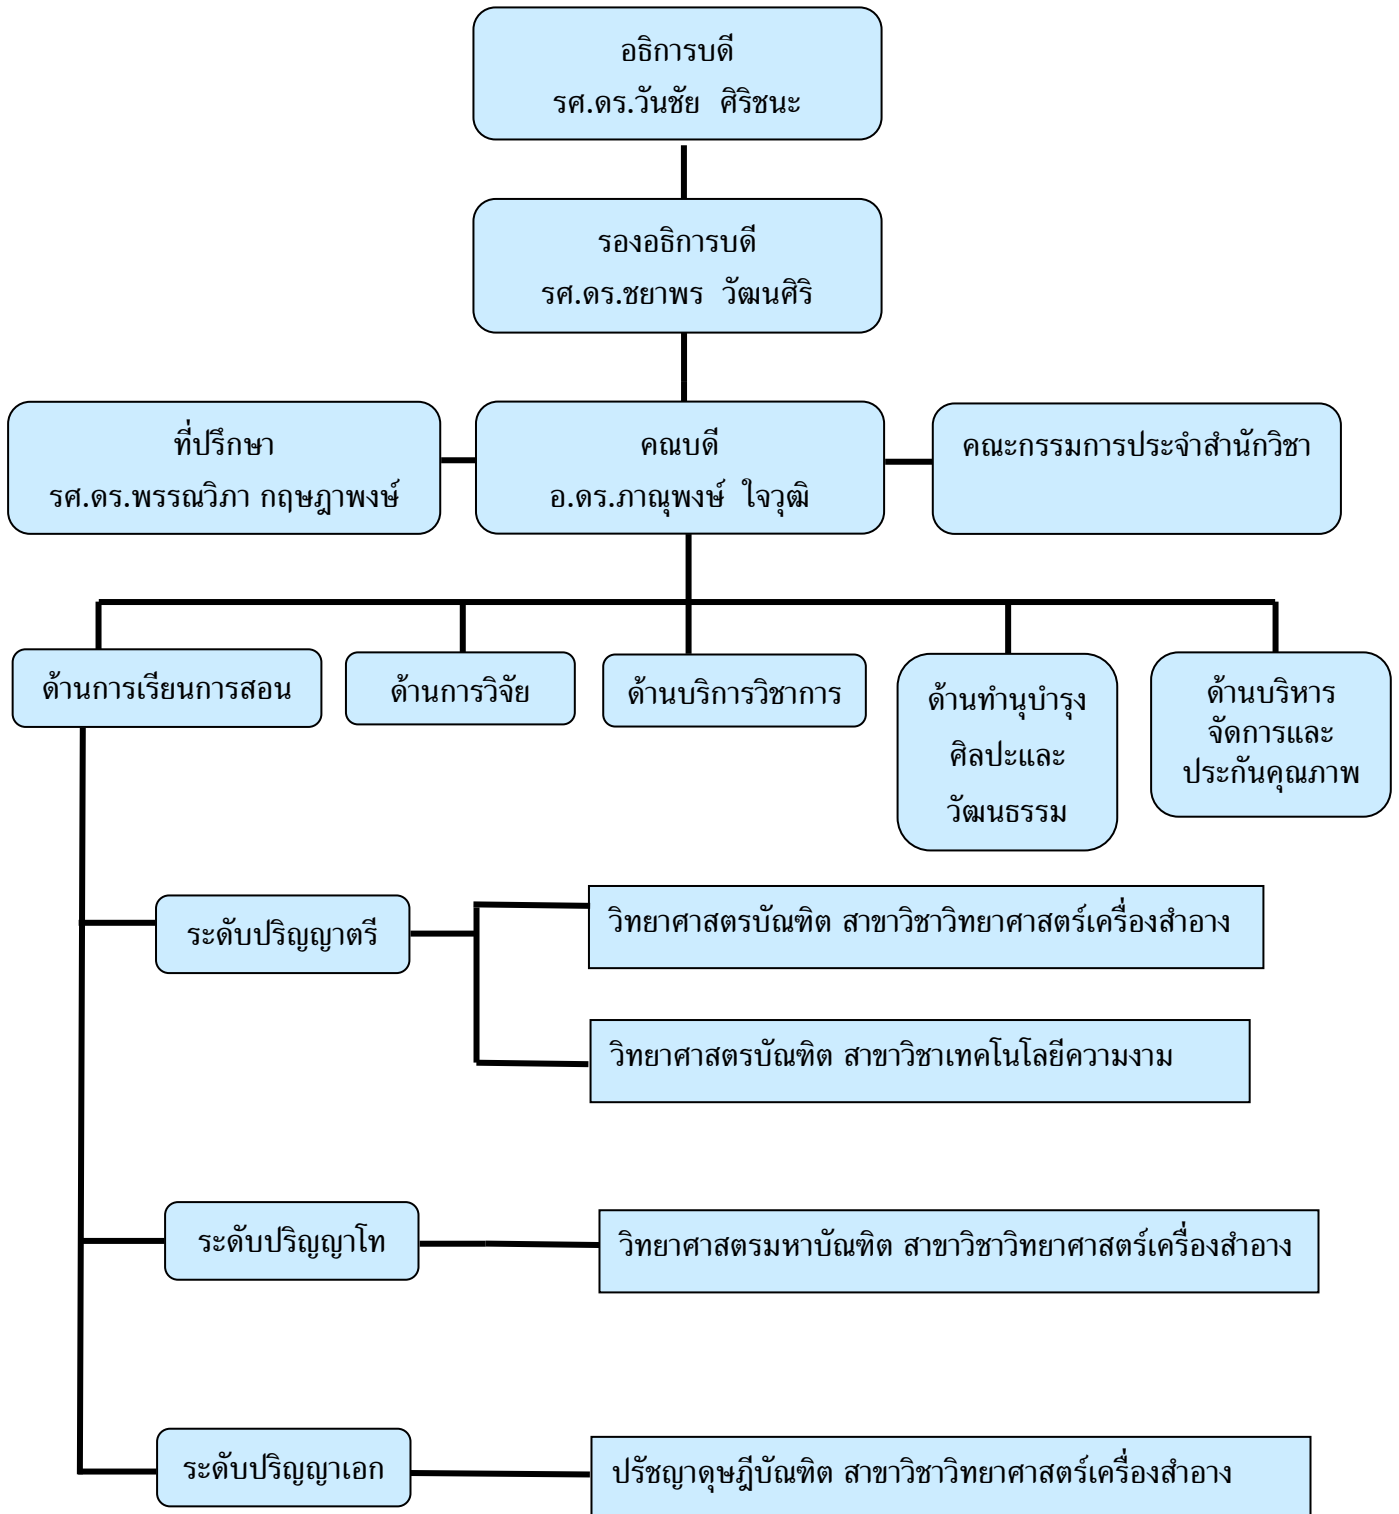 อธิการบดี
รศ.ดร.วันชัย ศิริชนะ
รองอธิการบดี
รศ.ดร.ชยาพร วัฒนศิริ
ที่ปรึกษา
รศ.ดร.พรรณวิภา กฤษฎาพงษ์
คณบดี
อ.ดร.ภาณุพงษ์ ใจวุฒิ
คณะกรรมการประจำสำนักวิชา
ด้านการเรียนการสอน
ด้านการวิจัย
ด้านบริการวิชาการ
ด้านทำนุบำรุง
ศิลปะและ
วัฒนธรรม
ด้านบริหาร
จัดการและ
ประกันคุณภาพ
ระดับปริญญาตรี
วิทยาศาสตรบัณฑิต สาขาวิชาวิทยาศาสตร์เครื่องสำอาง
วิทยาศาสตรบัณฑิต สาขาวิชาเทคโนโลยีความงาม
ระดับปริญญาโท
วิทยาศาสตรมหาบัณฑิต สาขาวิชาวิทยาศาสตร์เครื่องสำอาง
ระดับปริญญาเอก
ปรัชญาดุษฎีบัณฑิต สาขาวิชาวิทยาศาสตร์เครื่องสำอาง